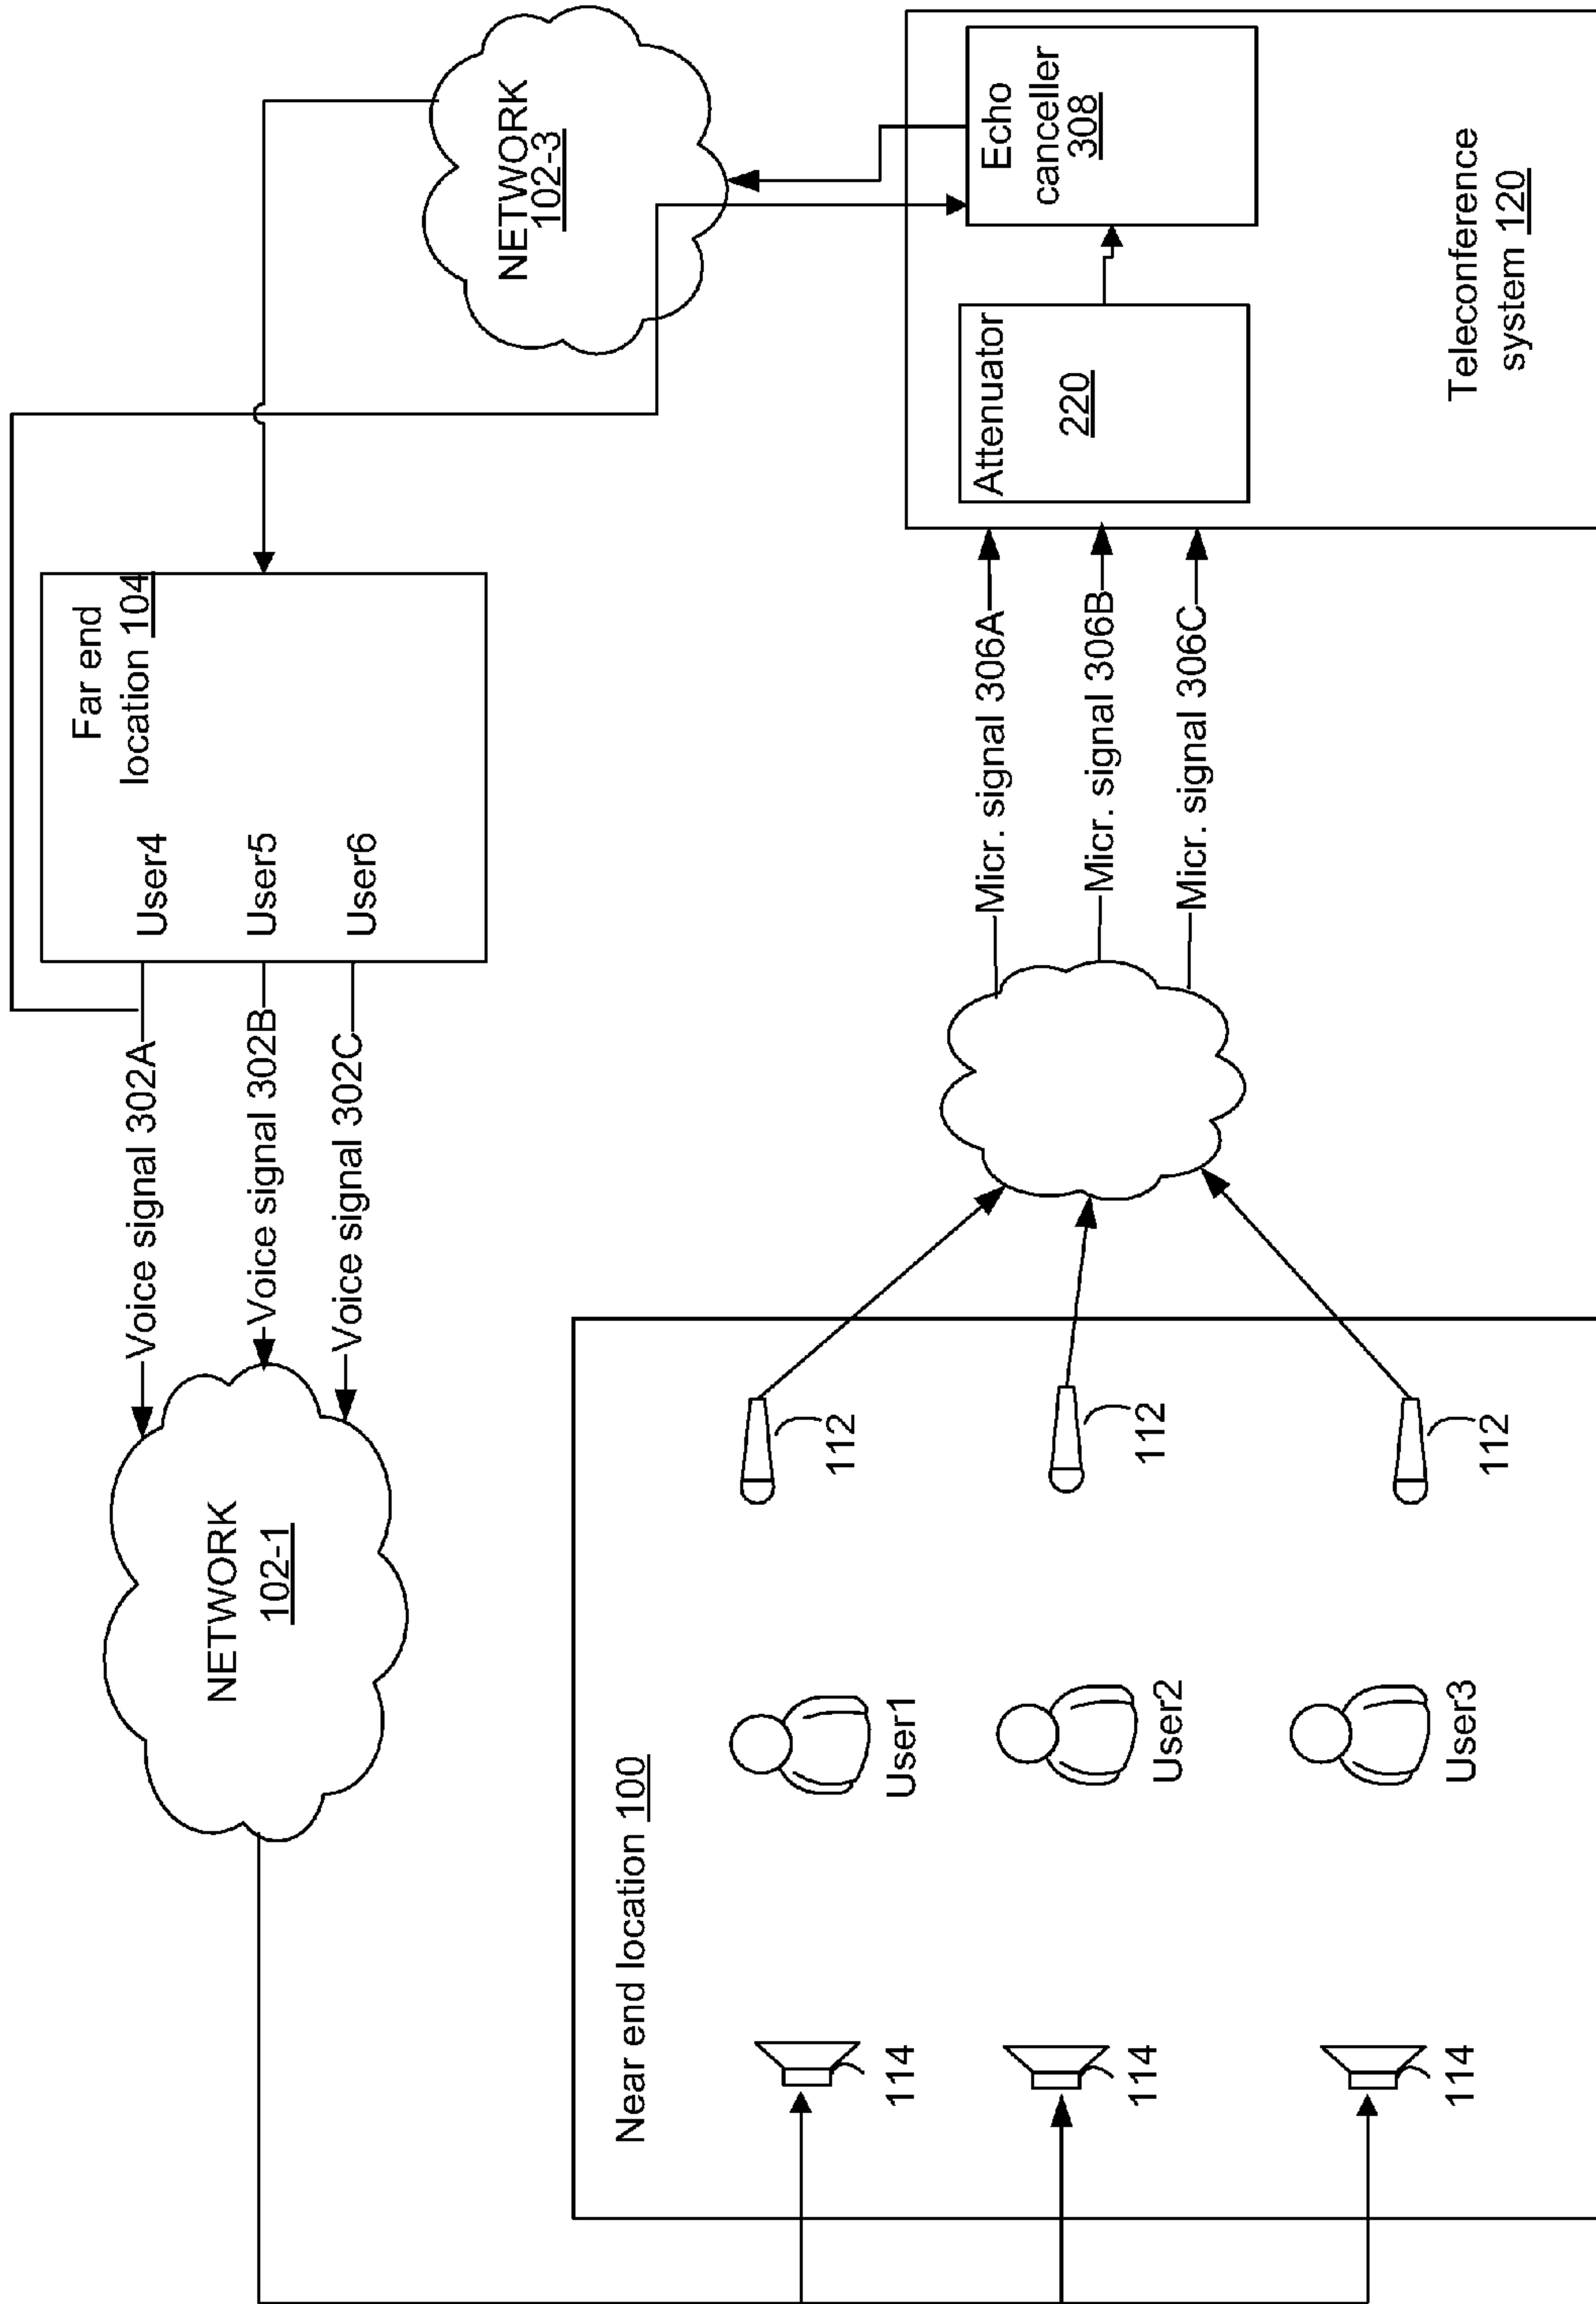 Far end
location 104
User4
User5
User6
Voice signal 302A
Voice signal 302B
Voice signal 302C
NETWORK
102-1
NETWORK
102-3
Near end location 100
114
114
114
User1
User2
User3
112
112
112
Micr. signal 306A
Micr. signal 306B
Micr. signal 306C
Attenuator
220
Echo
canceller
308
Teleconference
system 120